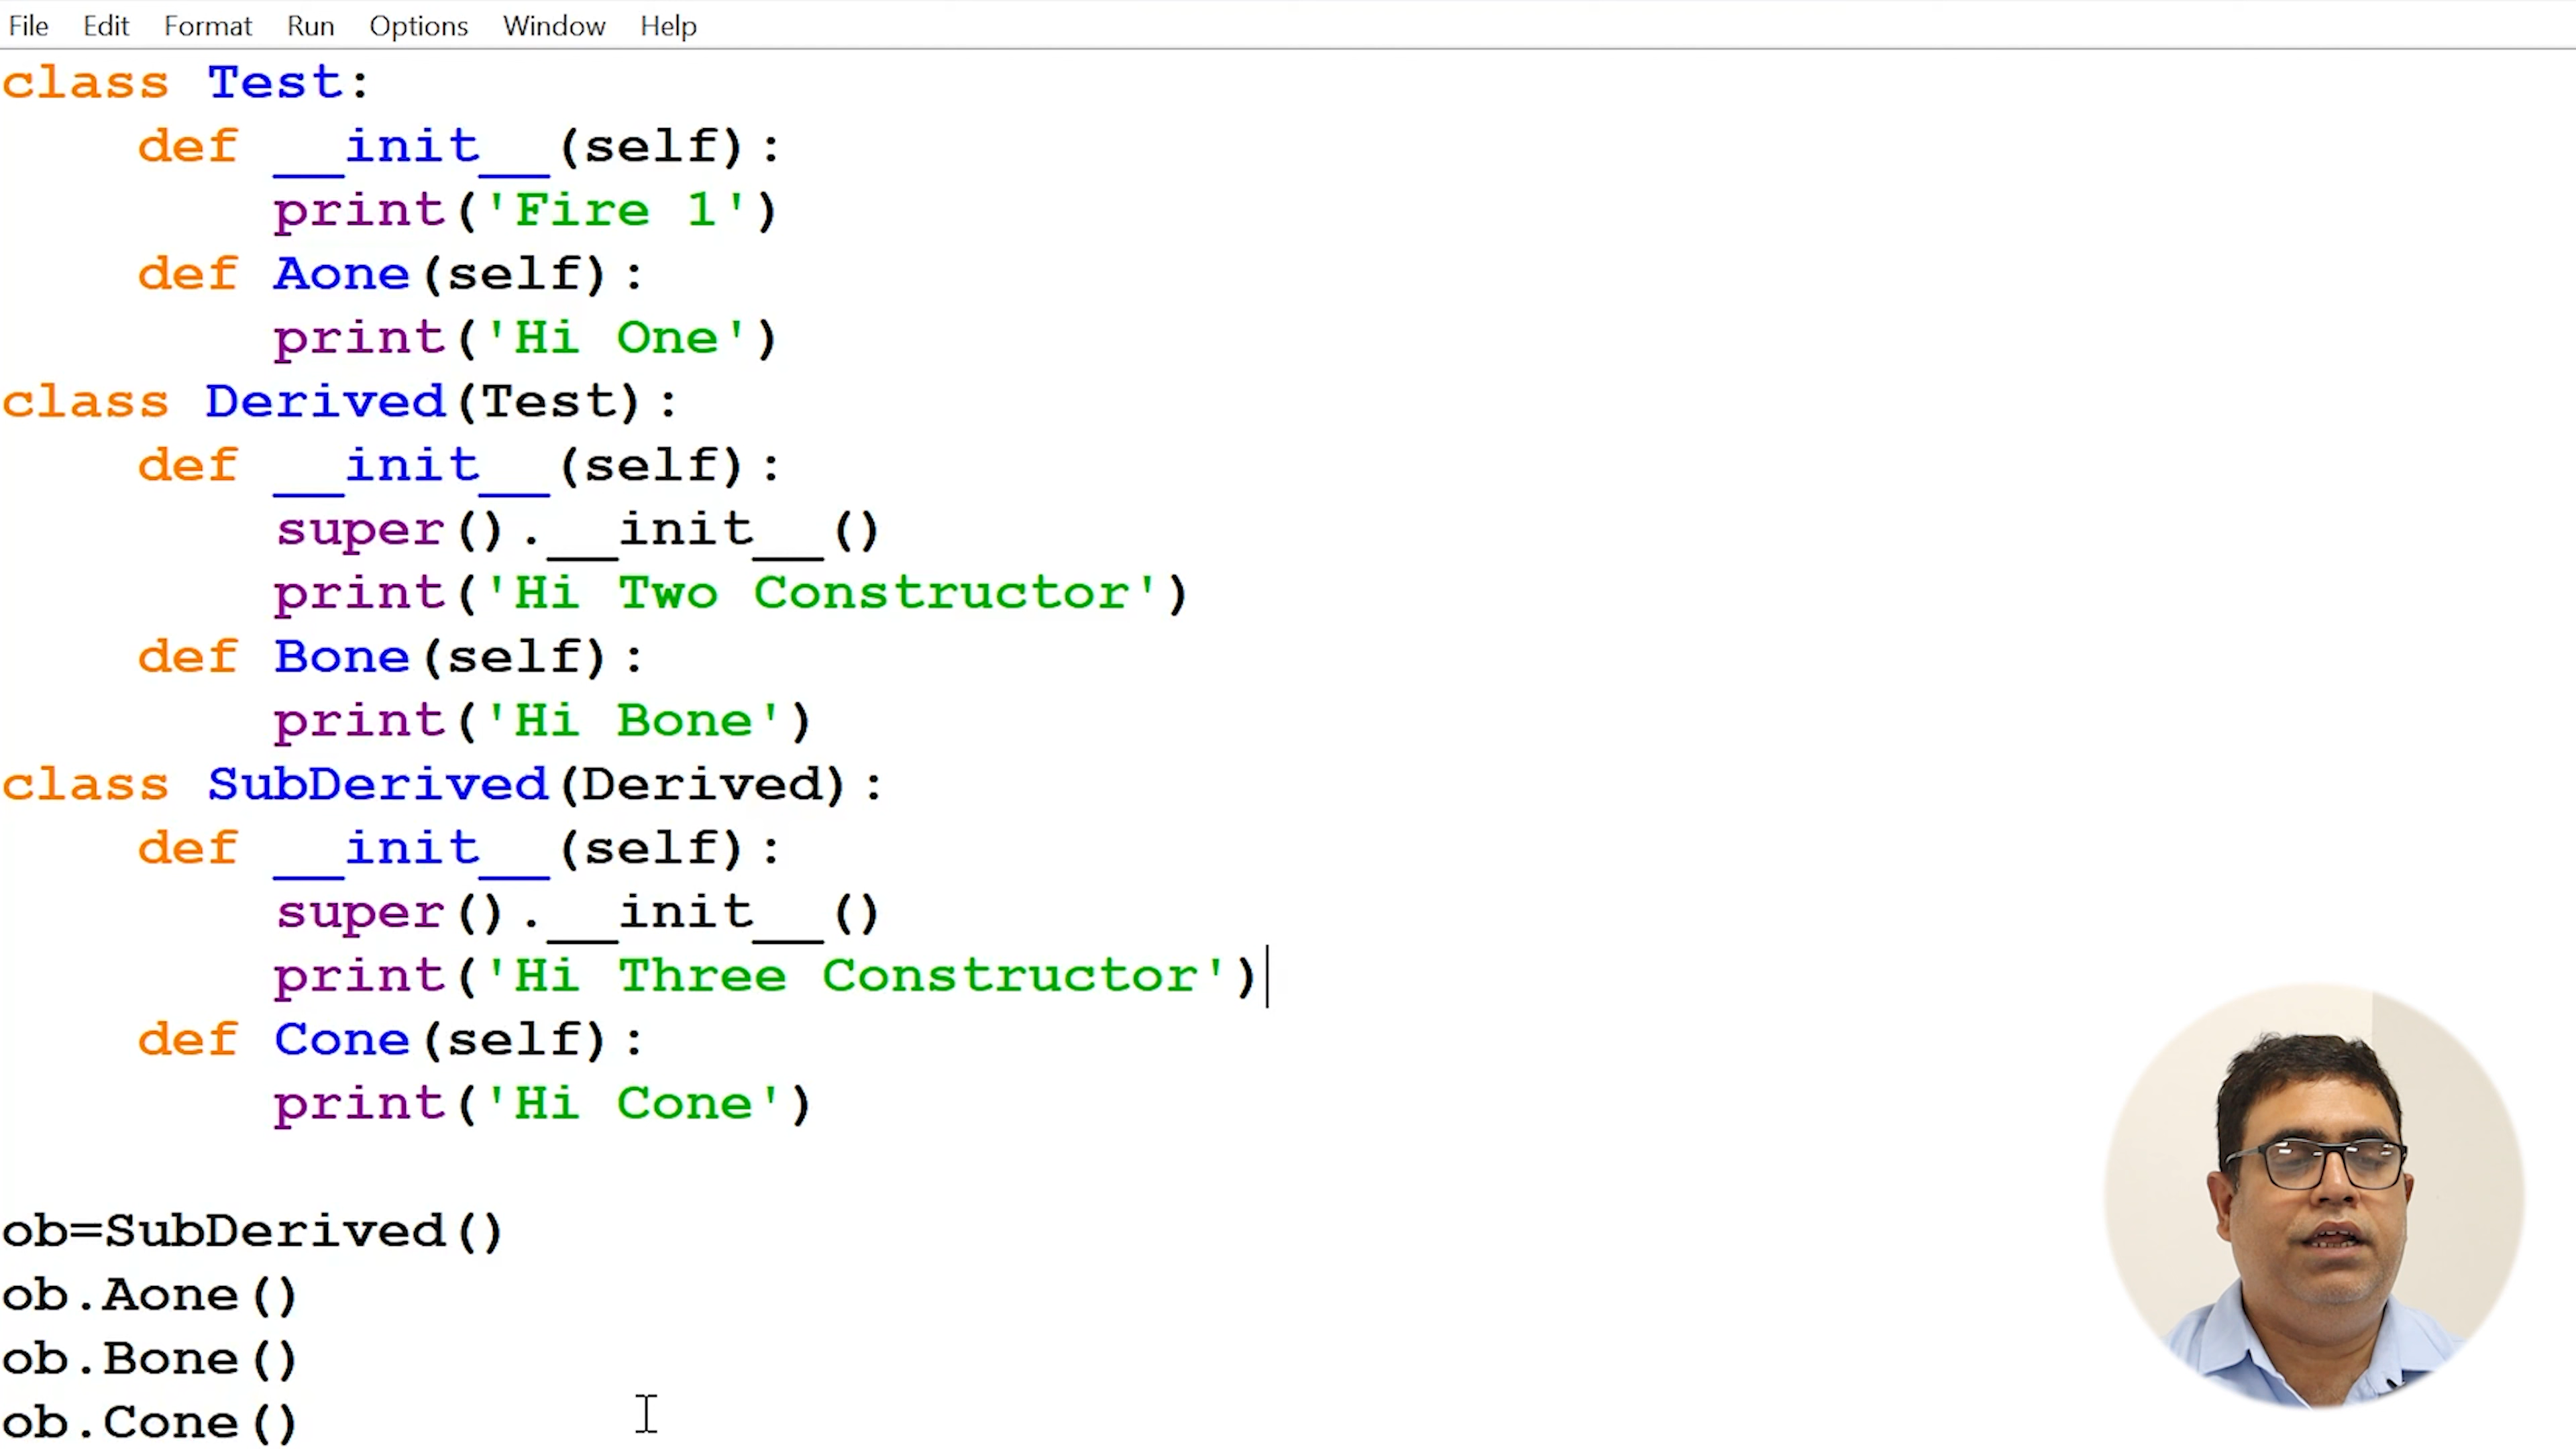 File Edit Format Run Options Window Help
class Test:
    def __init__(self):
        print('Fire 1')
    def Aone(self):
        print('Hi One')
class Derived(Test):
    def __init__(self):
        super().__init__()
        print('Hi Two Constructor')
    def Bone(self):
        print('Hi Bone')
class SubDerived(Derived):
    def __init__(self):
        super().__init__()
        print('Hi Three Constructor')
    def Cone(self):
        print('Hi Cone')

ob=SubDerived()
ob.Aone()
ob.Bone()
ob.Cone()